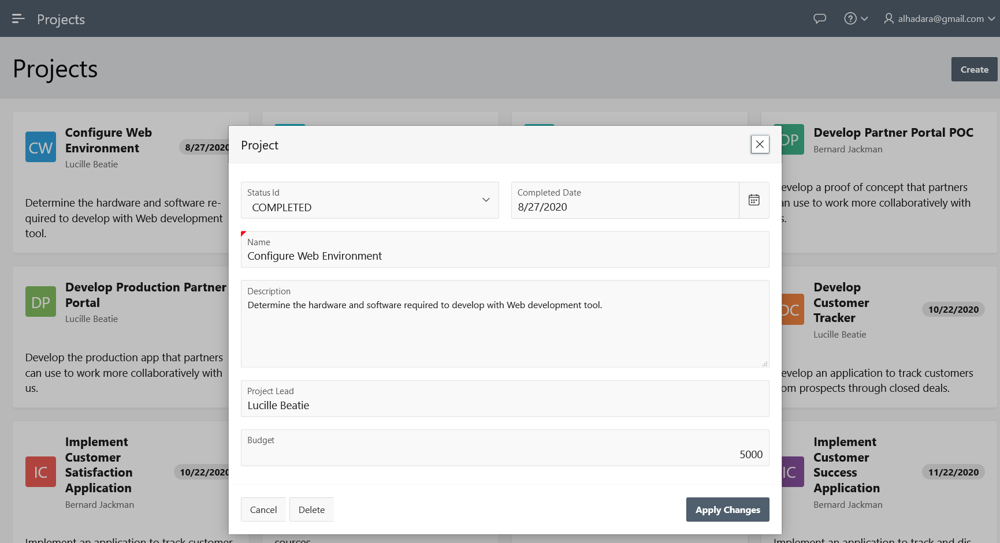 Projects
alhadara@gmail.com
Projects
Create
CW
Configure Web
Environment
8/27/2020
Lucille Beatie
Determine the hardware and software re-
quired to develop with Web development
tool.
DP
Develop Partner Portal POC
Bernard Jackman
evelop a proof of concept that partners
an use to work more collaboratively with
s.
DP
Develop Production Partner
Portal
Lucille Beatie
Develop the production app that partners
can use to work more collaboratively with
us.
DC
Develop
Customer
Tracker
10/22/2020
Lucille Beatie
evelop an application to track customers
om prospects through closed deals.
IC
Implement
Customer
Satisfaction
Application
10/22/2020
Bernard Jackman
Implement an application to track customer
sources
IC
Implement
Customer
Success
Application
11/22/2020
Bernard Jackman
Implement an application to track and dis-
Project
Status Id
COMPLETED
Completed Date
8/27/2020
Name
Configure Web Environment
Description
Determine the hardware and software required to develop with Web development tool.
Project Lead
Lucille Beatie
Budget
5000
Cancel
Delete
Apply Changes